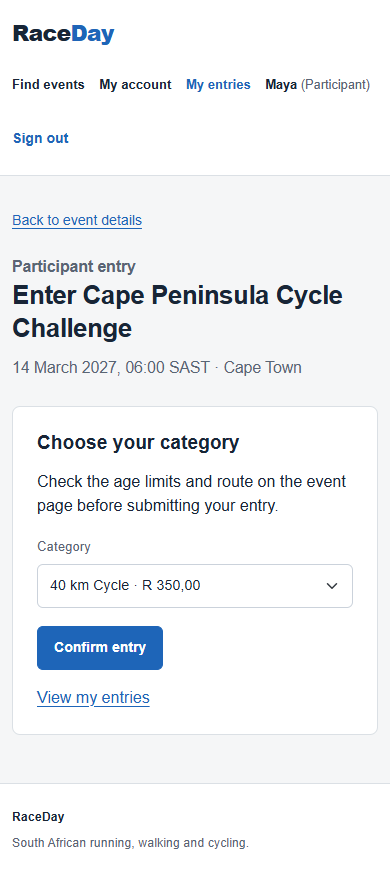 RaceDay
Find events My account My entries Maya (Participant)
Sign out
Back to event details
Participant entry
Enter Cape Peninsula Cycle
Challenge
14 March 2027, 06:00 SAST · Cape Town
Choose your category
Check the age limits and route on the event
page before submitting your entry.
Category
40 km Cycle · R 350,00
Confirm entry
View my entries
RaceDay
South African running, walking and cycling.